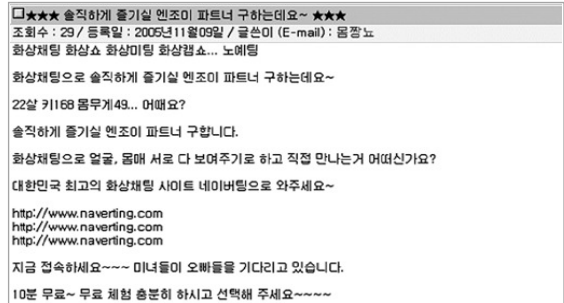 □★★★ 솔직하게 즐기실 엔조이 파트너 구하는데요~ ★★★
조회수 : 29 / 등록일 : 2005년11월09일 / 글쓴이 (E-mail) : 몸짱뇨
화상채팅 화상쇼 화상미팅 화상캠쇼... 노예팅
화상채팅으로 솔직하게 즐기실 엔조이 파트너 구하는데요~
22살 키168 몸무게49... 어때요?
솔직하게 즐기실 엔조이 파트너 구합니다.
화상채팅으로 얼굴, 몸매 서로 다 보여주기로 하고 직접 만나는거 어떠신가요?
대한민국 최고의 화상채팅 사이트 네이버팅으로 와주세요~
http://www.naverting.com
http://www.naverting.com
http://www.naverting.com
지금 접속하세요~~~ 미녀들이 오빠들을 기다리고 있습니다.
10분 무료~ 무료 체험 충분히 하시고 선택해 주세요~~~~